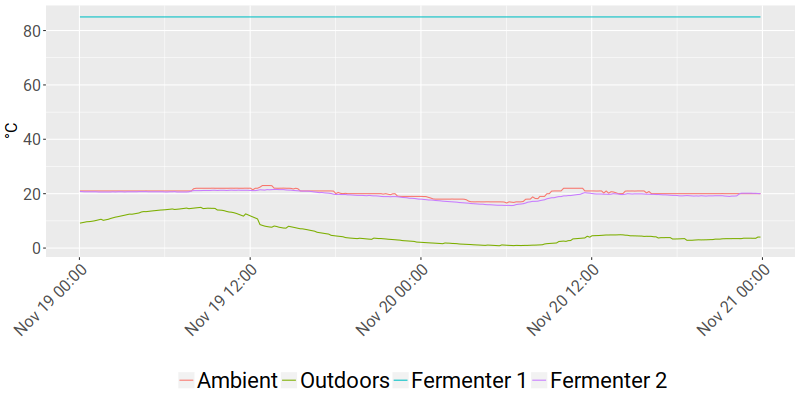 °C
80
60
40
20
0
Nov 19 00:00
Nov 19 12:00
Nov 20 00:00
Nov 20 12:00
Nov 21 00:00
Ambient Outdoors Fermenter 1 Fermenter 2